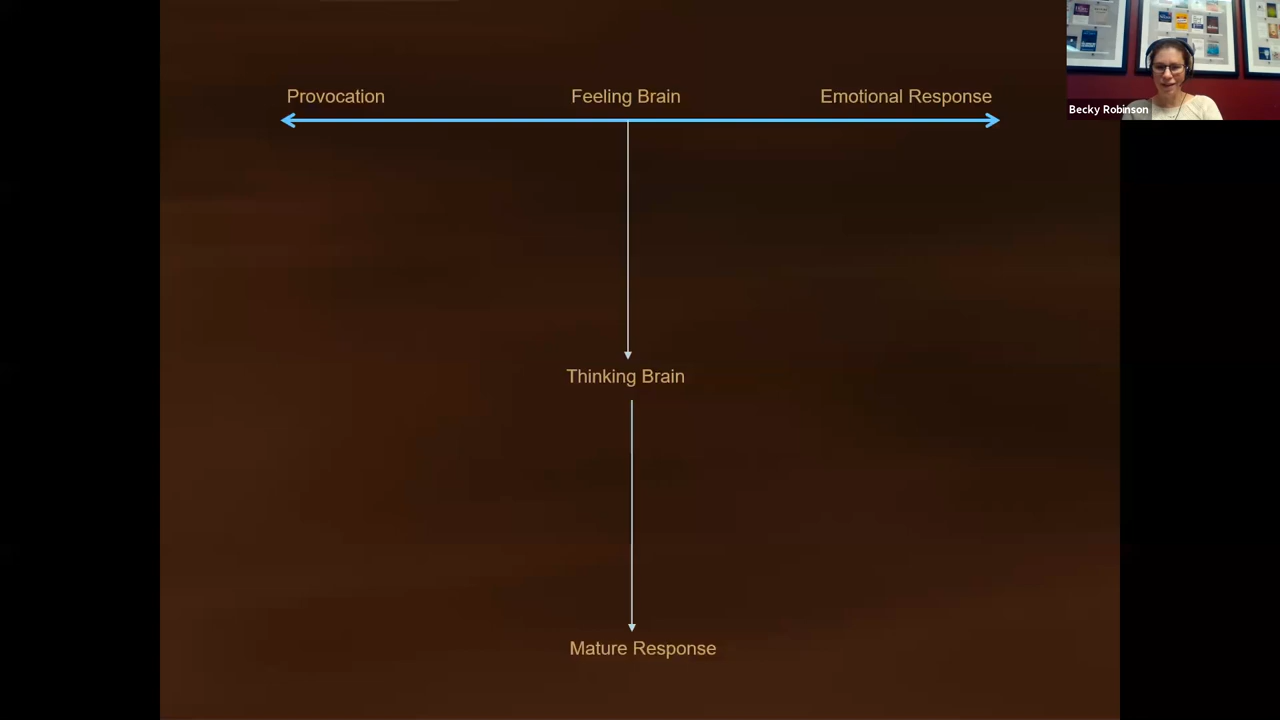 Provocation
Feeling Brain
Emotional Response
Becky Robinson
Thinking Brain
Mature Response